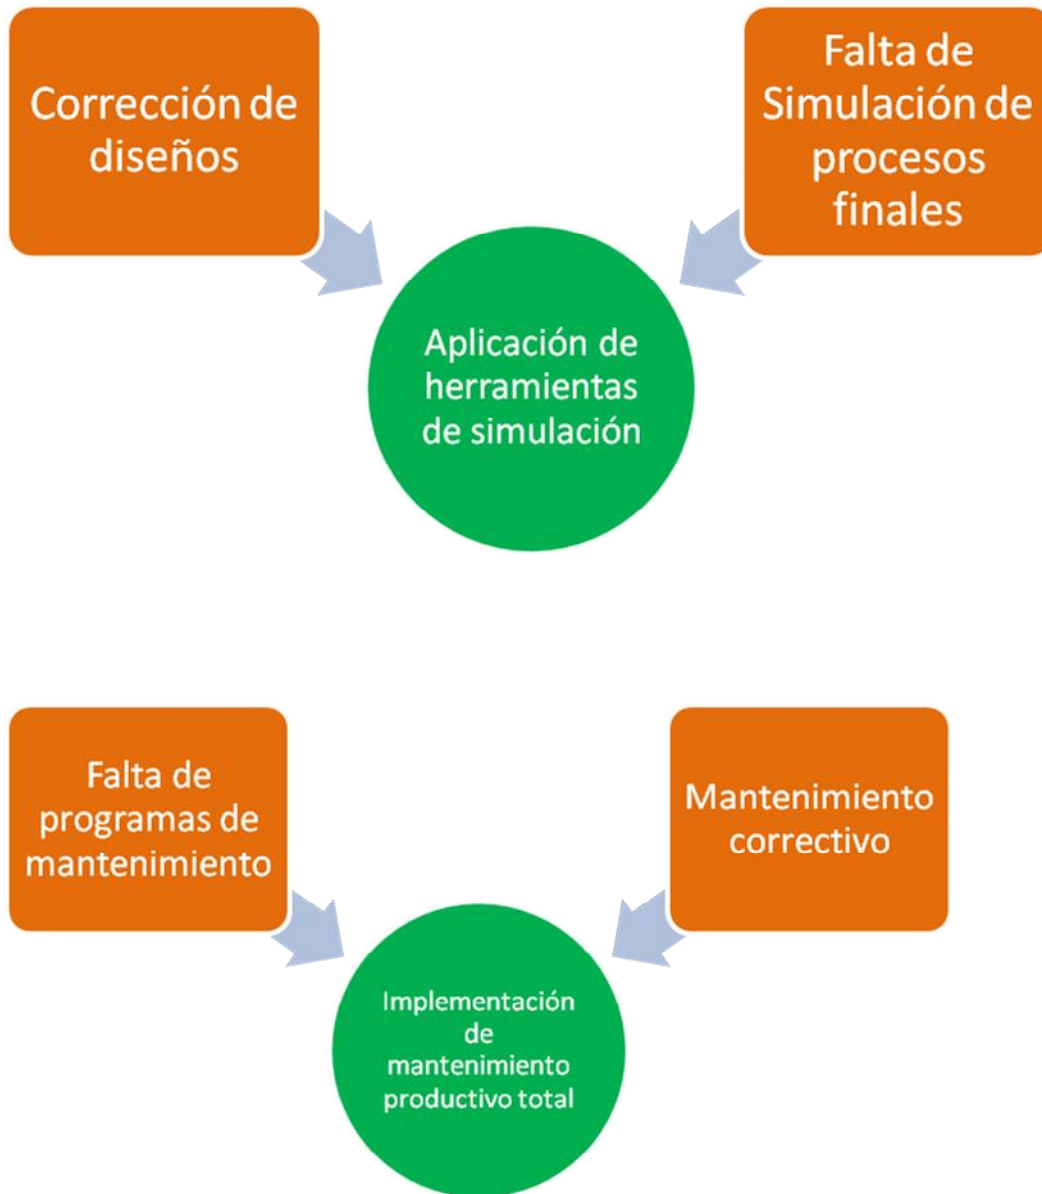 Corrección de
diseños
Falta de
Simulación de
procesos
finales
Aplicación de
herramientas
de simulación
Falta de
programas de
mantenimiento
Mantenimiento
correctivo
Implementación
de
mantenimiento
productivo total